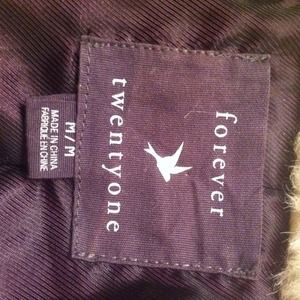 forever
twentyone
M / M
MADE IN CHINA
FABRIQUÉ EN CHINE